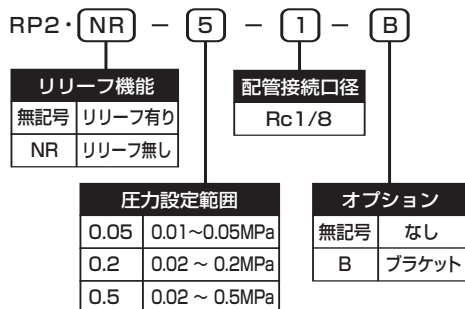 RP2・NR － 5 － 1 － B
リリーフ機能
無記号 リリーフ有り
NR リリーフ無し
配管接続口径
Rc1/8
圧力設定範囲
0.05 0.01～0.05MPa
0.2 0.02 ～ 0.2MPa
0.5 0.02 ～ 0.5MPa
オプション
無記号 なし
B ブラケット